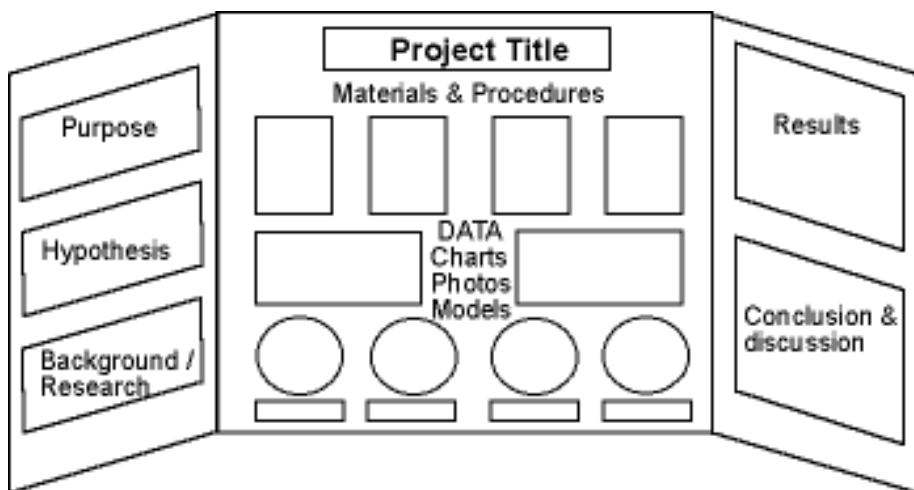 Project Title
Materials & Procedures
Purpose
Hypothesis
Background /
Research
DATA
Charts
Photos
Models
Results
Conclusion &
discussion